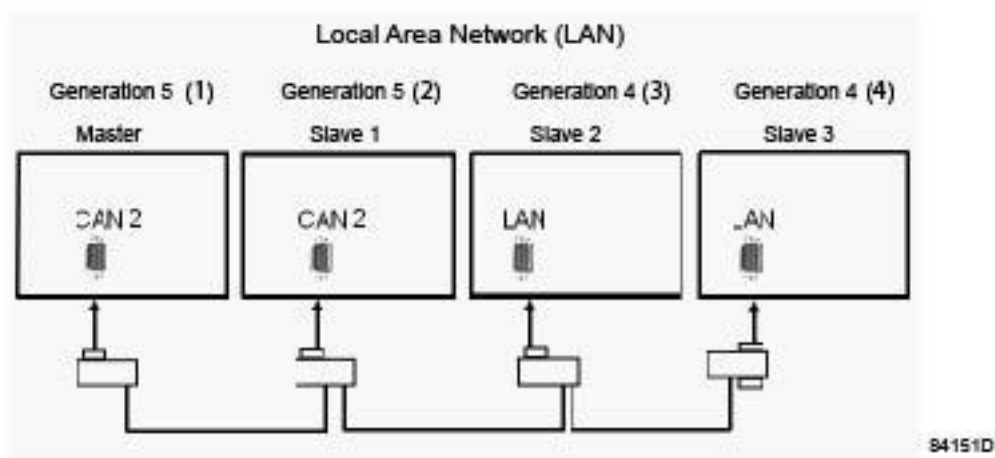 Local Area Network (LAN)
Generation 5 (1) Generation 5 (2) Generation 4 (3) Generation 4 (4)
Master Slave 1 Slave 2 Slave 3
CAN 2 CAN 2 LAN LAN
84151D